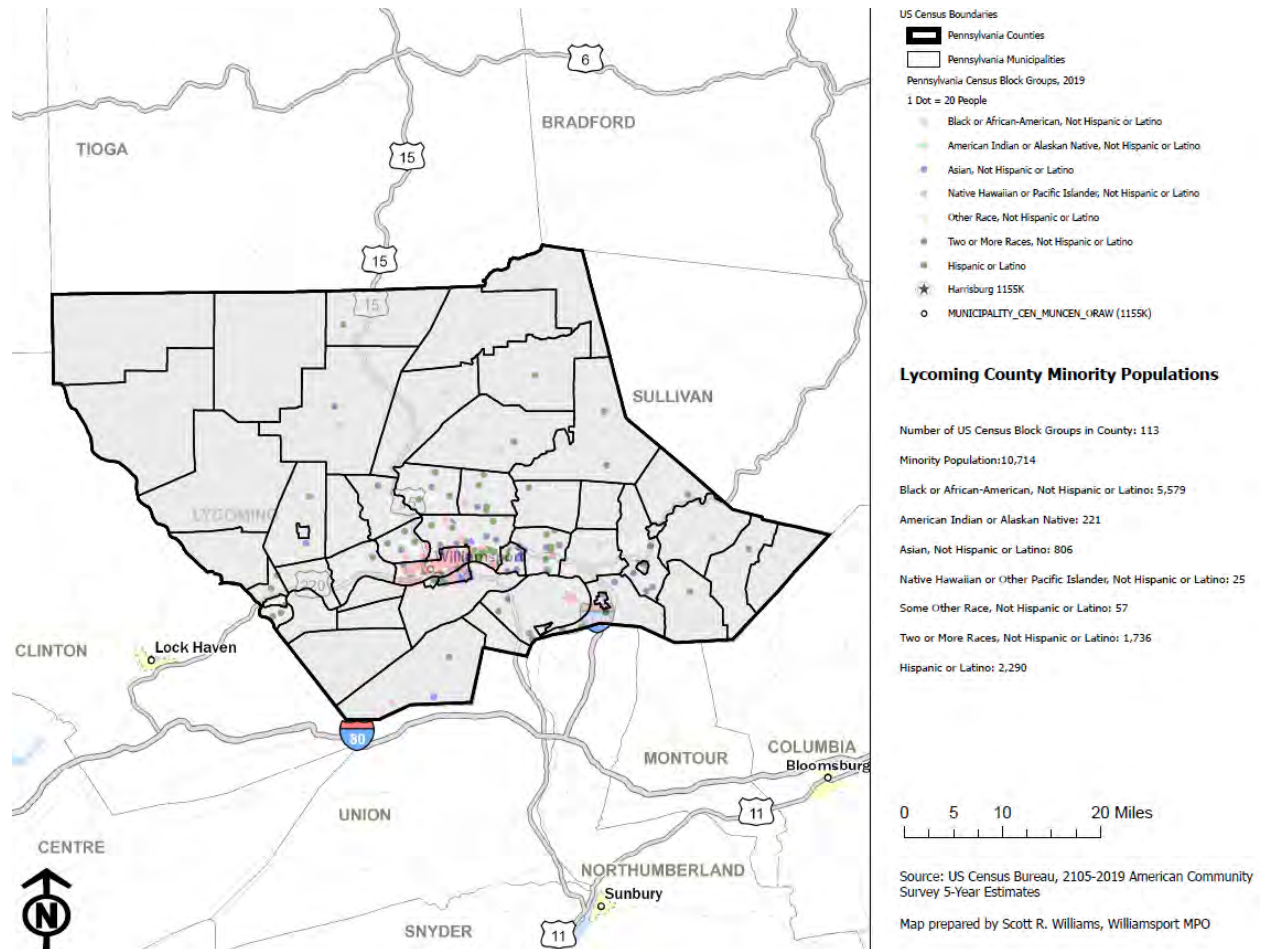 6
BRADFORD
TIOGA
15
15
15
SULLIVAN
LYCOMING
Williamsport
220
CLINTON
Lock Haven
80
MONTOUR
COLUMBIA
Bloomsburg
11
UNION
CENTRE
NORTHUMBERLAND
Sunbury
N
SNYDER
11
US Census Boundaries
Pennsylvania Counties
Pennsylvania Municipalities
Pennsylvania Census Block Groups, 2019
1 Dot = 20 People
Black or African-American, Not Hispanic or Latino
American Indian or Alaskan Native, Not Hispanic or Latino
Asian, Not Hispanic or Latino
Native Hawaiian or Pacific Islander, Not Hispanic or Latino
Other Race, Not Hispanic or Latino
Two or More Races, Not Hispanic or Latino
Hispanic or Latino
Harrisburg 1155K
MUNICIPALITY_CEN_MUNCEN_ORAW (1155K)
Lycoming County Minority Populations
Number of US Census Block Groups in County: 113
Minority Population:10,714
Black or African-American, Not Hispanic or Latino: 5,579
American Indian or Alaskan Native: 221
Asian, Not Hispanic or Latino: 806
Native Hawaiian or Other Pacific Islander, Not Hispanic or Latino: 25
Some Other Race, Not Hispanic or Latino: 57
Two or More Races, Not Hispanic or Latino: 1,736
Hispanic or Latino: 2,290
0 5 10 20 Miles
Source: US Census Bureau, 2105-2019 American Community
Survey 5-Year Estimates
Map prepared by Scott R. Williams, Williamsport MPO